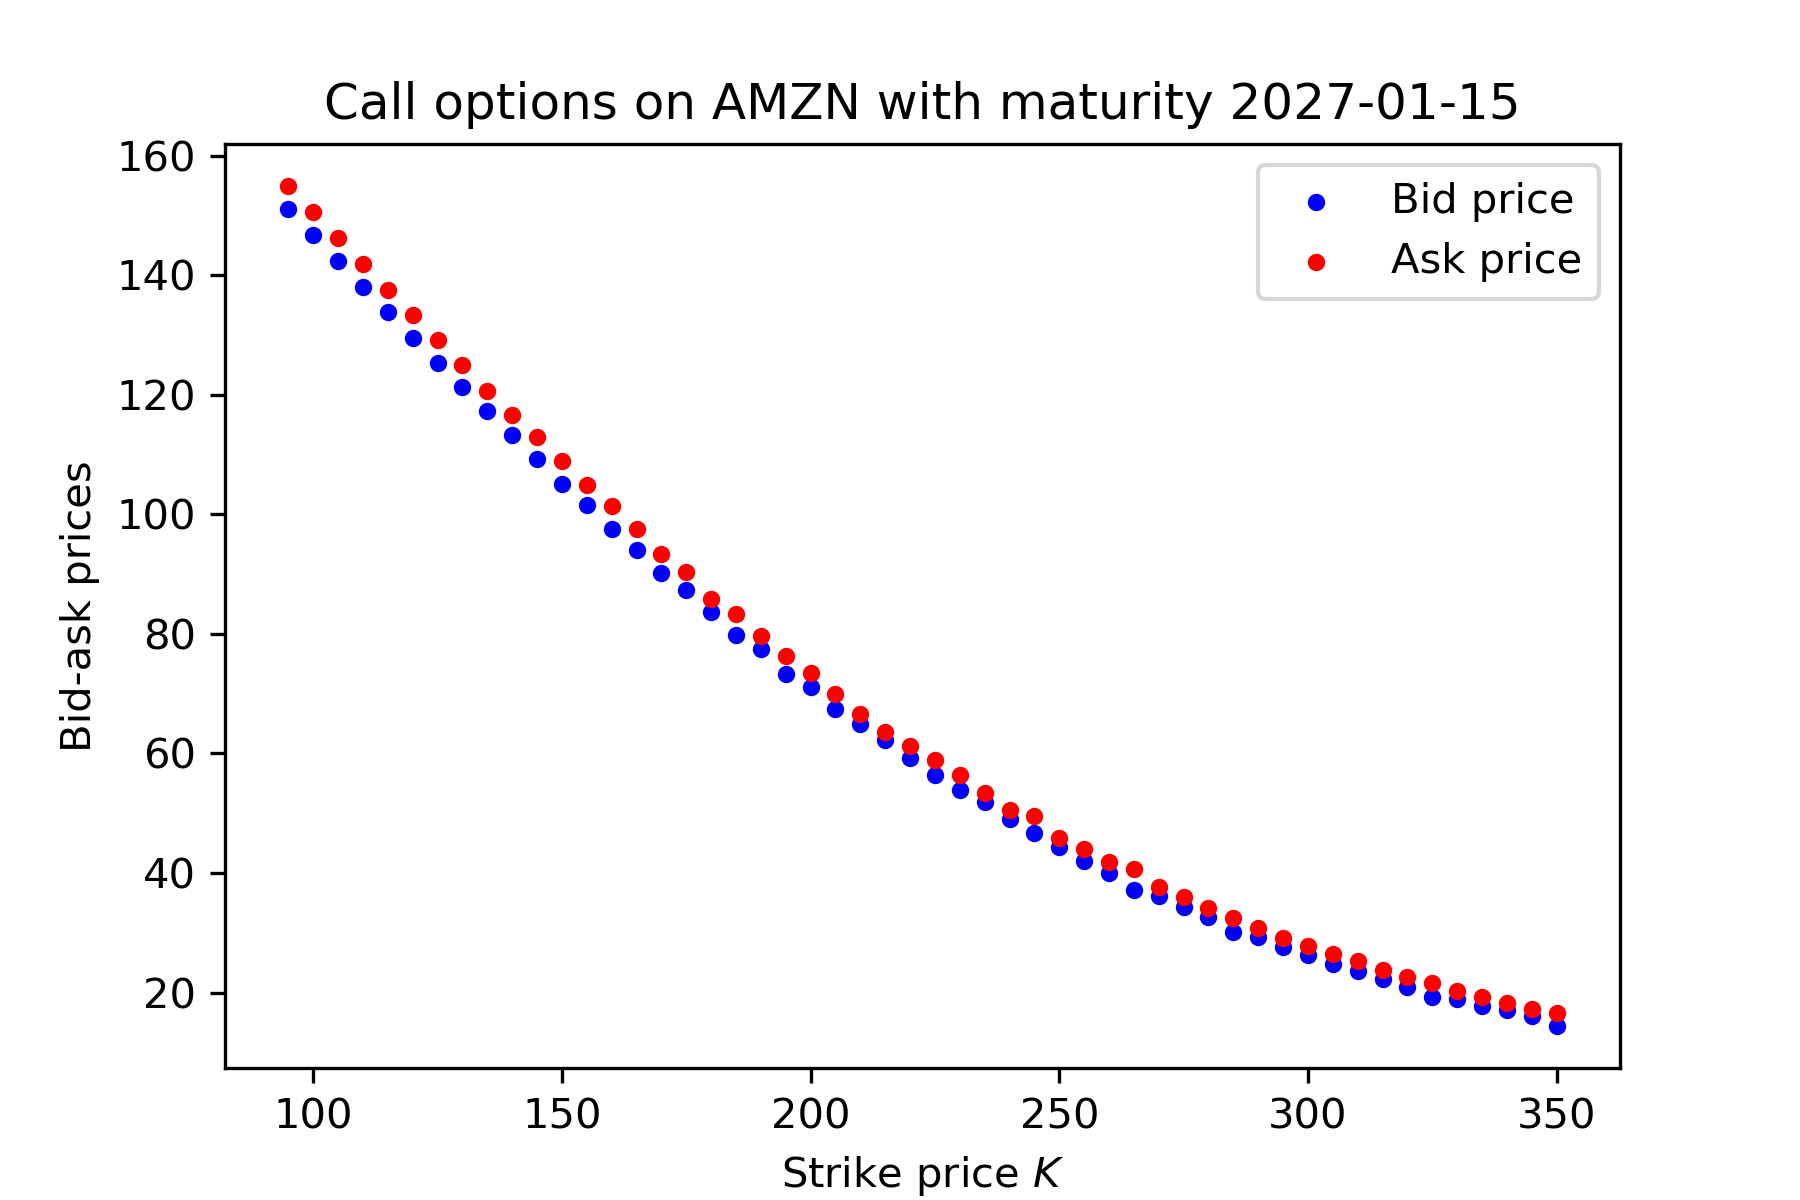 Call options on AMZN with maturity 2027-01-15
160
140
120
100
80
60
40
20
Bid-ask prices
Bid price
Ask price
100 150 200 250 300 350
Strike price K